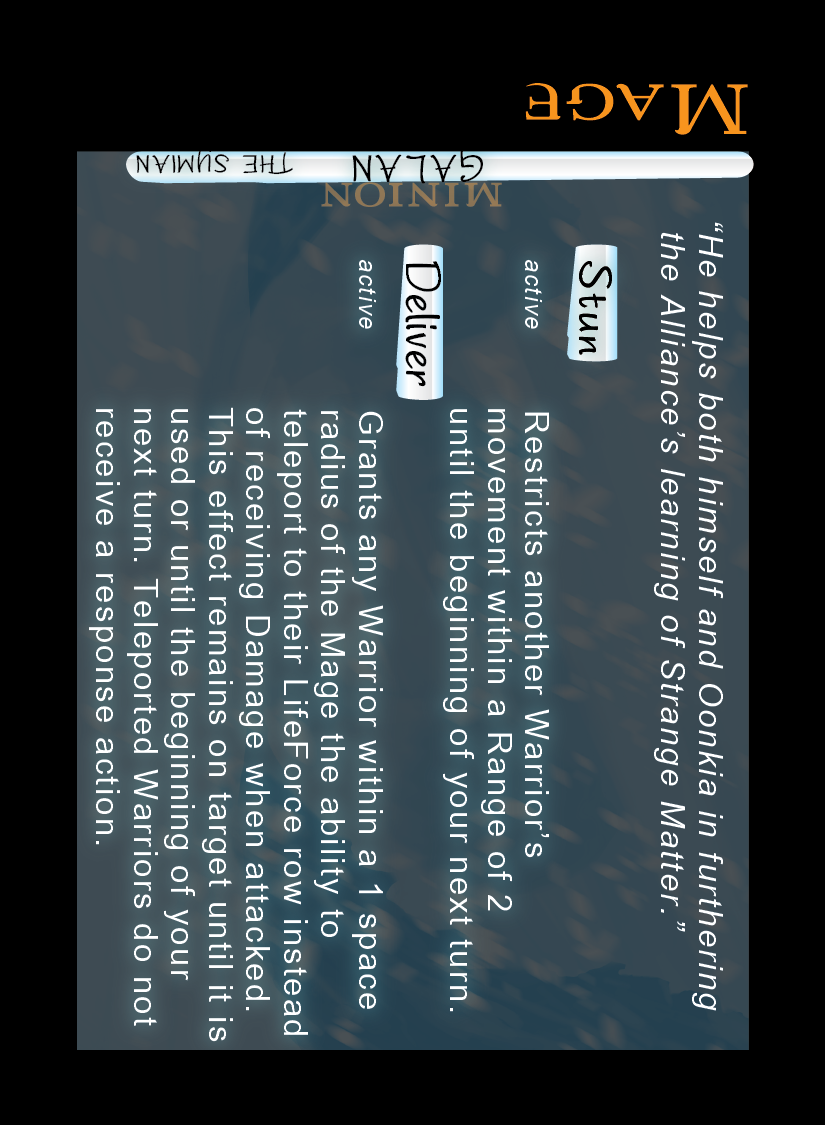 MAGE
GALAN THE SUMIAN
MINION
“He helps both himself and Oonkia in furthering
the Alliance’s learning of Strange Matter.”
Stun
active
Restricts another Warrior’s
movement within a Range of 2
until the beginning of your next turn.
Deliver
active
Grants any Warrior within a 1 space
radius of the Mage the ability to
teleport to their LifeForce row instead
of receiving Damage when attacked.
This effect remains on target until it is
used or until the beginning of your
next turn. Teleported Warriors do not
receive a response action.